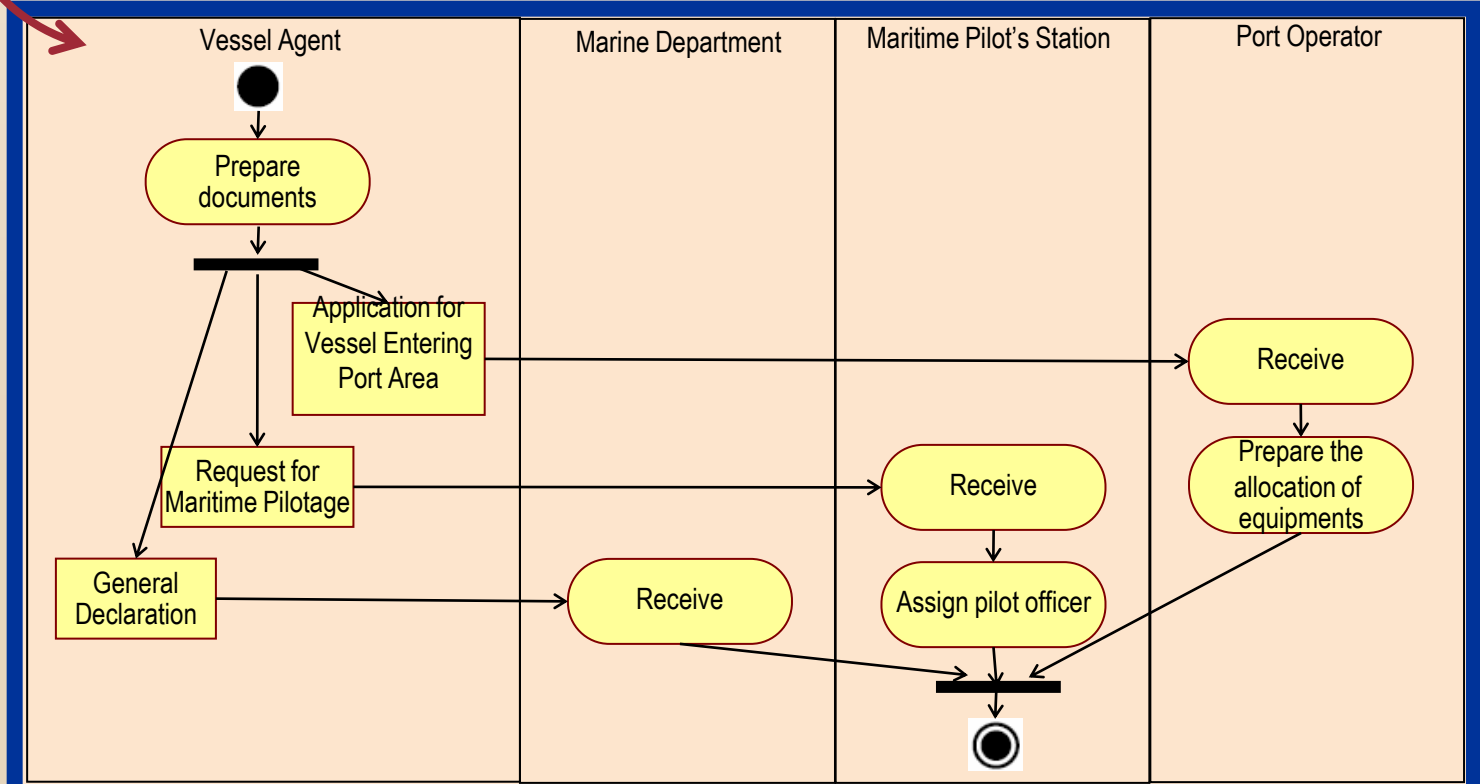 Vessel Agent
Marine Department
Maritime Pilot’s Station
Port Operator
Prepare
documents
Application for
Vessel Entering
Port Area
Receive
Request for
Maritime Pilotage
Receive
Prepare the
allocation of
equipments
General
Declaration
Receive
Assign pilot officer